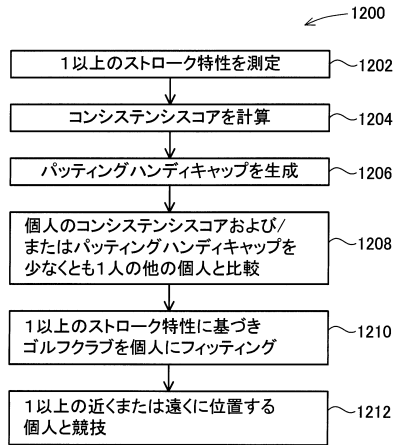 1200
1以上のストローク特性を測定
1202
コンシステンシスコアを計算
1204
パッティングハンディキャップを生成
1206
個人のコンシステンシスコアおよび/
またはパッティングハンディキャップを
少なくとも1人の他の個人と比較
1208
1以上のストローク特性に基づき
ゴルフクラブを個人にフィッティング
1210
1以上の近くまたは遠くに位置する
個人と競技
1212